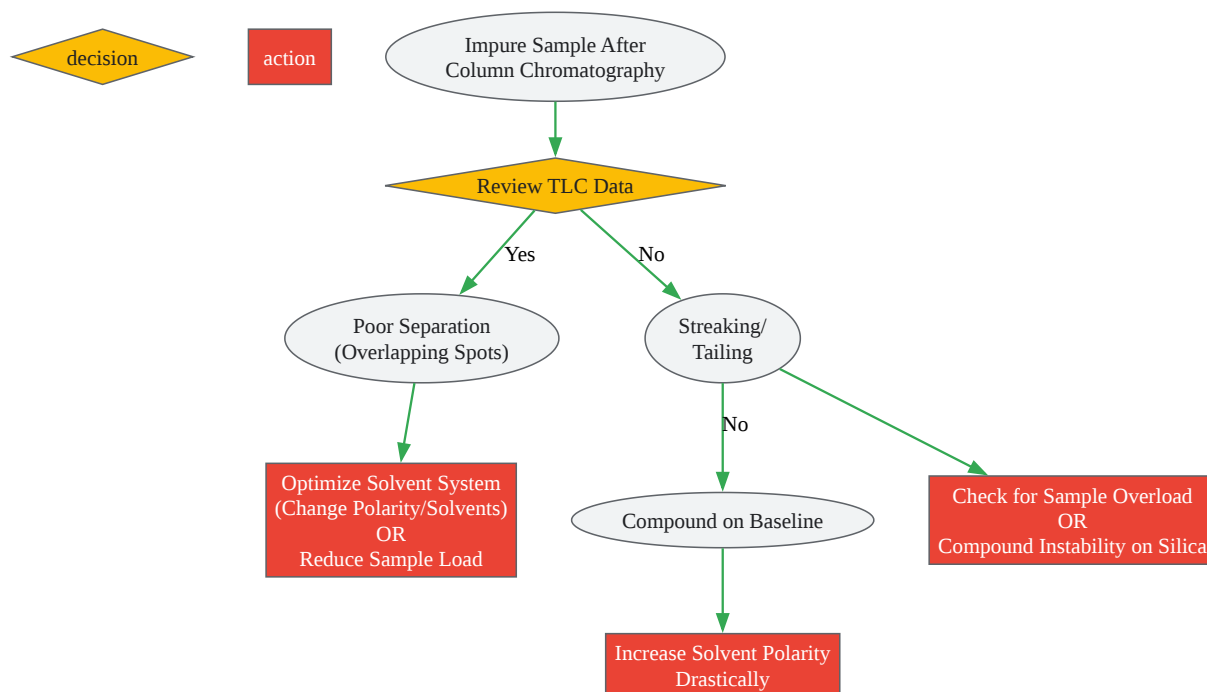 decision
action
Impure Sample After
Column Chromatography
Review TLC Data
Yes
No
Poor Separation
(Overlapping Spots)
Streaking/
Tailing
No
Optimize Solvent System
(Change Polarity/Solvents)
OR
Reduce Sample Load
Compound on Baseline
Check for Sample Overload
OR
Compound Instability on Silica
Increase Solvent Polarity
Drastically